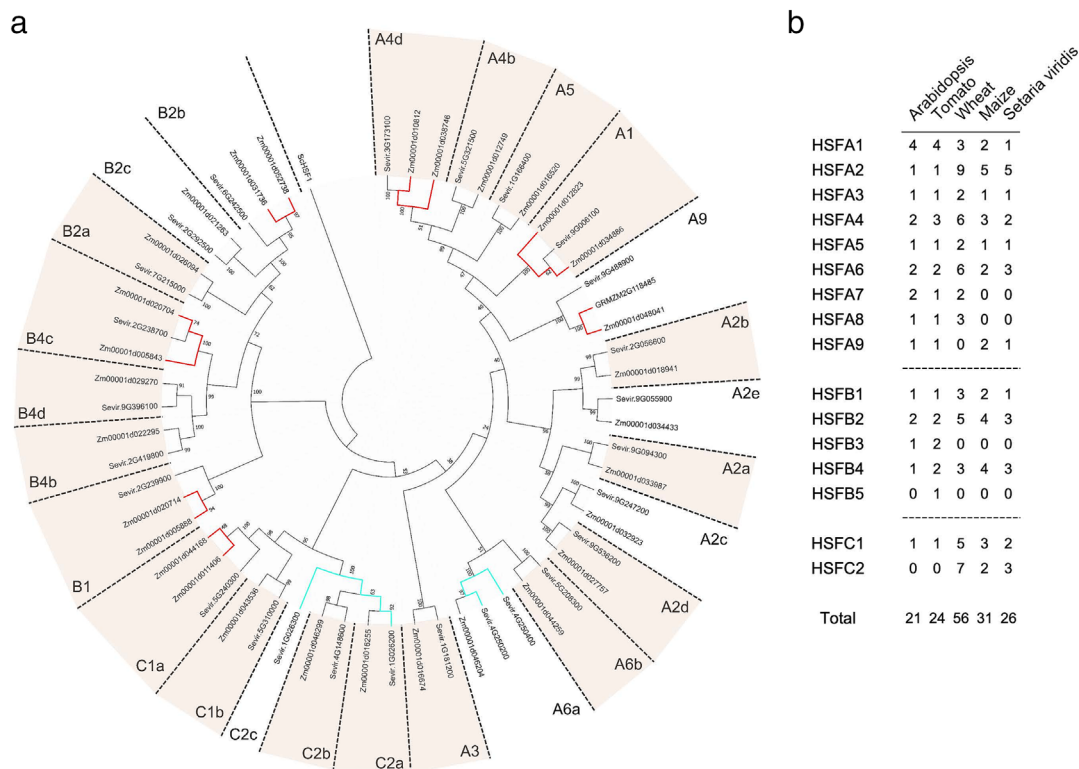 a
b
A4d
A4b
A5
A1
A9
A2b
A2e
A2a
A2c
A2d
A6b
A6a
A3
C2a
C2b
C2c
C1b
C1a
B1
B4b
B4d
B4c
B2a
B2c
B2b
ScHSF1
Sevir.3G173100
Zm00001d010812
Zm00001d038746
Sevir.5G321500
Zm00001d012749
Sevir.1G166400
Zm00001d016520
Zm00001d012823
Sevir.9G006100
Zm00001d034886
Sevir.9G488900
GRMZM2G118485
Zm00001d048041
Sevir.2G056600
Zm00001d018941
Sevir.9G055900
Zm00001d034433
Sevir.9G094300
Zm00001d033987
Sevir.9G247200
Zm00001d032923
Sevir.9G536200
Zm00001d027757
Sevir.5G206300
Zm00001d044259
Sevir.4G250400
Sevir.4G250200
Zm00001d046204
Sevir.1G181200
Zm00001d016674
Sevir.1G026200
Zm00001d016255
Sevir.4G148600
Zm00001d046299
Sevir.1G026300
Sevir.5G310000
Zm00001d043536
Sevir.5G240300
Zm00001d011406
Zm00001d044168
Zm00001d005888
Zm00001d020714
Sevir.2G239900
Sevir.2G419800
Zm00001d022295
Sevir.9G396100
Zm00001d029270
Zm00001d005843
Sevir.2G238700
Zm00001d020704
Sevir.7G215000
Zm00001d026094
Sevir.2G292500
Zm00001d021263
Sevir.6G242500
Zm00001d031736
Zm00001d052738
Arabidopsis Tomato Wheat Maize Setaria viridis
HSFA1 4 4 3 2 1
HSFA2 1 1 9 5 5
HSFA3 1 1 2 1 1
HSFA4 2 3 6 3 2
HSFA5 1 1 2 1 1
HSFA6 2 2 6 2 3
HSFA7 2 1 2 0 0
HSFA8 1 1 3 0 0
HSFA9 1 1 0 2 1
HSFB1 1 1 3 2 1
HSFB2 2 2 5 4 3
HSFB3 1 2 0 0 0
HSFB4 1 2 3 4 3
HSFB5 0 1 0 0 0
HSFC1 1 1 5 3 2
HSFC2 0 0 7 2 3
Total 21 24 56 31 26